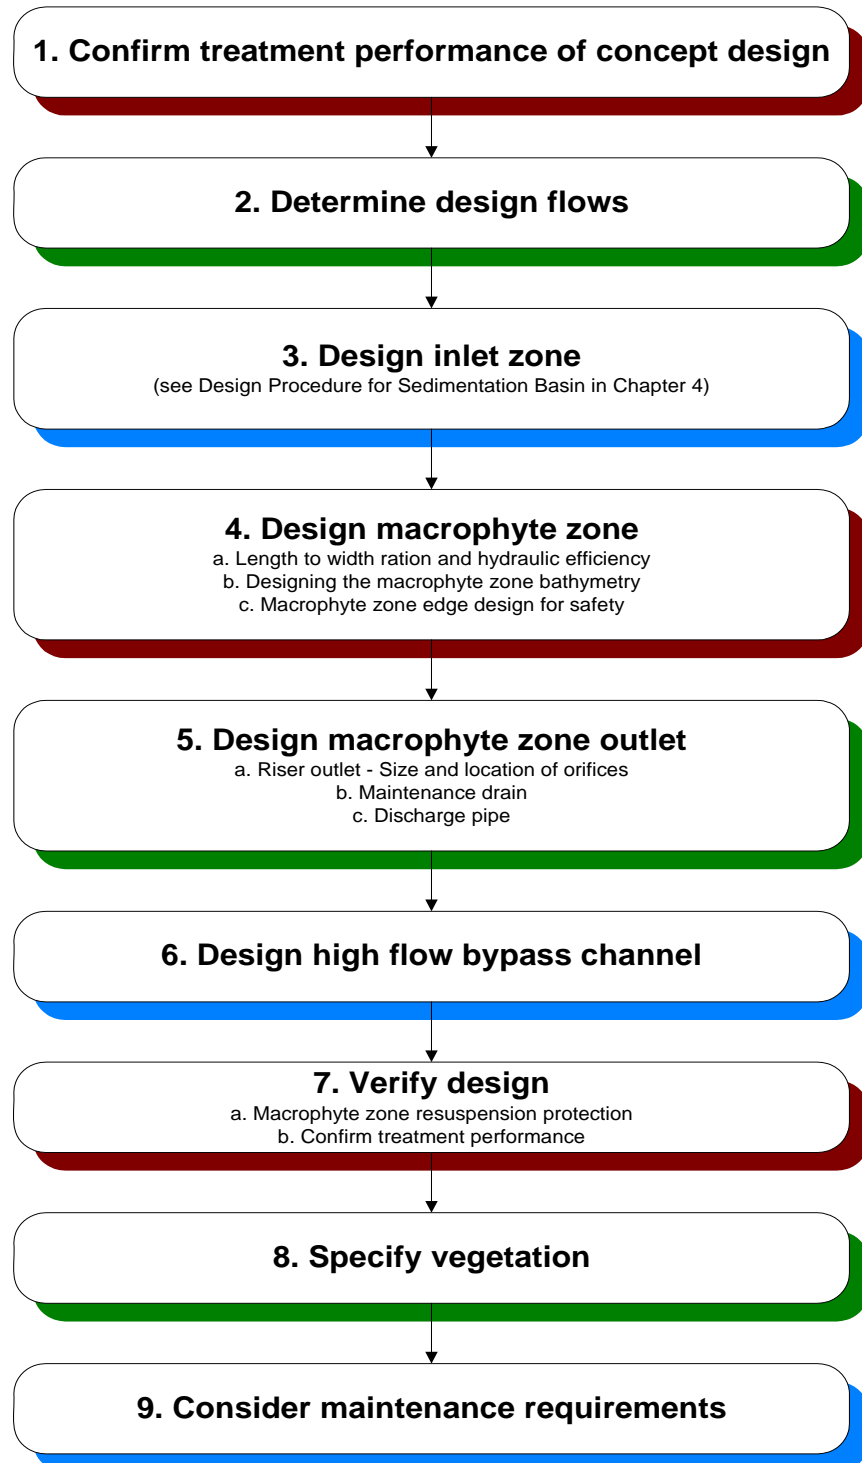 1. Confirm treatment performance of concept design
2. Determine design flows
3. Design inlet zone
(see Design Procedure for Sedimentation Basin in Chapter 4)
4. Design macrophyte zone
a. Length to width ration and hydraulic efficiency
b. Designing the macrophyte zone bathymetry
c. Macrophyte zone edge design for safety
5. Design macrophyte zone outlet
a. Riser outlet - Size and location of orifices
b. Maintenance drain
c. Discharge pipe
6. Design high flow bypass channel
7. Verify design
a. Macrophyte zone resuspension protection
b. Confirm treatment performance
8. Specify vegetation
9. Consider maintenance requirements